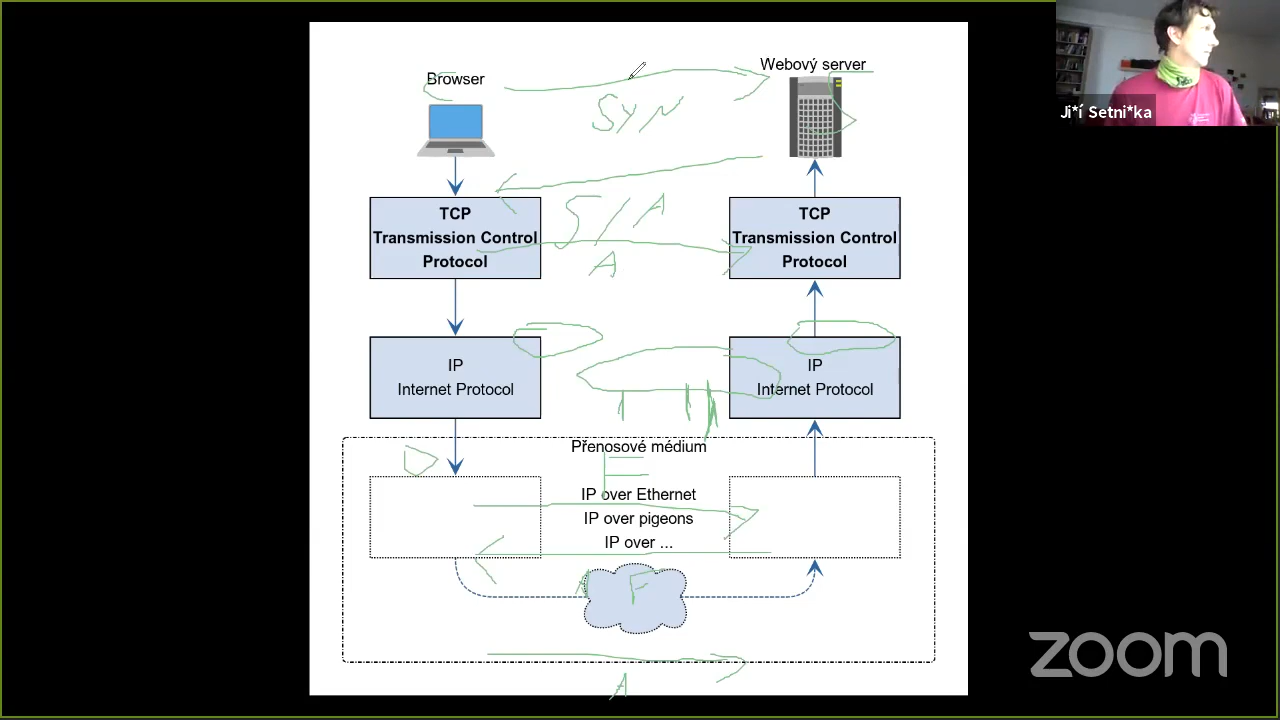 Browser
Webový server
SYN
Ji*í Setni*ka
S/A
TCP
Transmission Control
Protocol
TCP
Transmission Control
Protocol
A
IP
Internet Protocol
IP
Internet Protocol
Přenosové médium
D
F
IP over Ethernet
IP over pigeons
IP over ...
A F
A
zoom